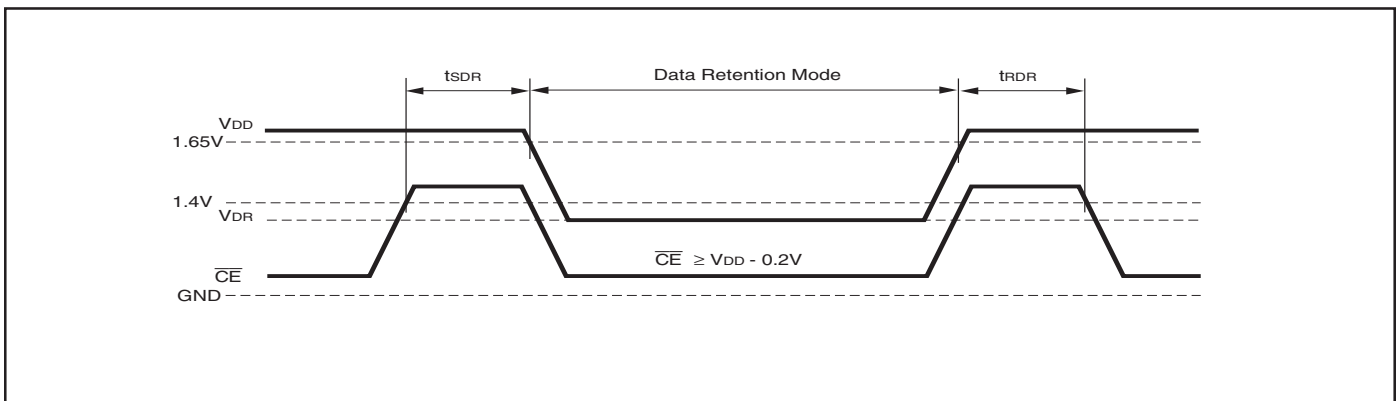 tSDR Data Retention Mode tRDR
VDD
1.65V
1.4V
VDR
CE ≥ VDD - 0.2V
CE
GND